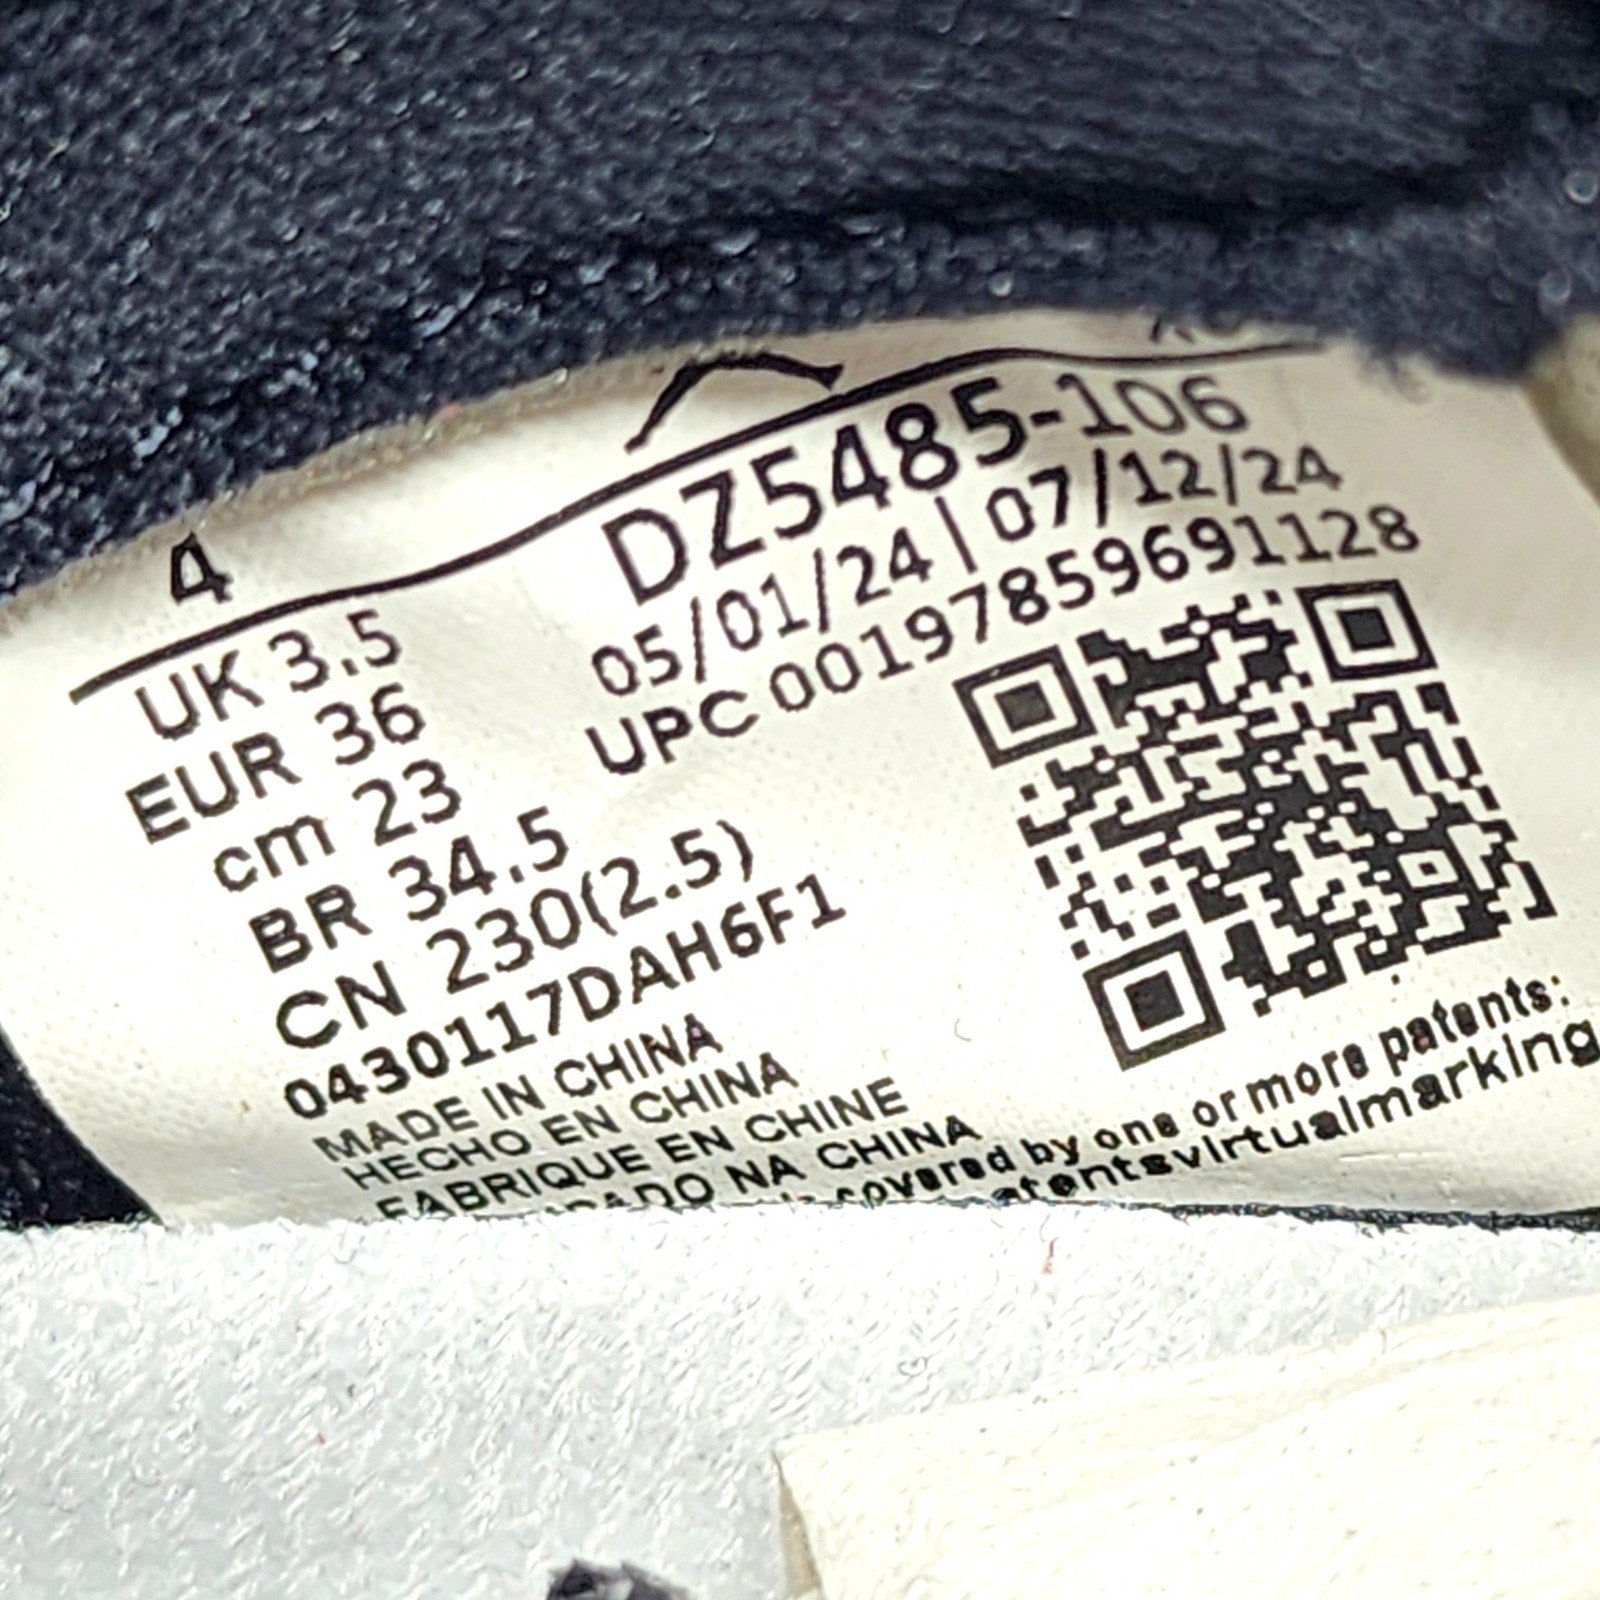 4
UK 3.5
EUR 36
cm 23
BR 34.5
CN 230(2.5)
0430117DAH6F1
MADE IN CHINA
HECHO EN CHINA
FABRIQUE EN CHINE
NA CHINA
DZ5485-106
05/01/24 | 07/12/24
UPC 00197859691128
covered by one or more patents: